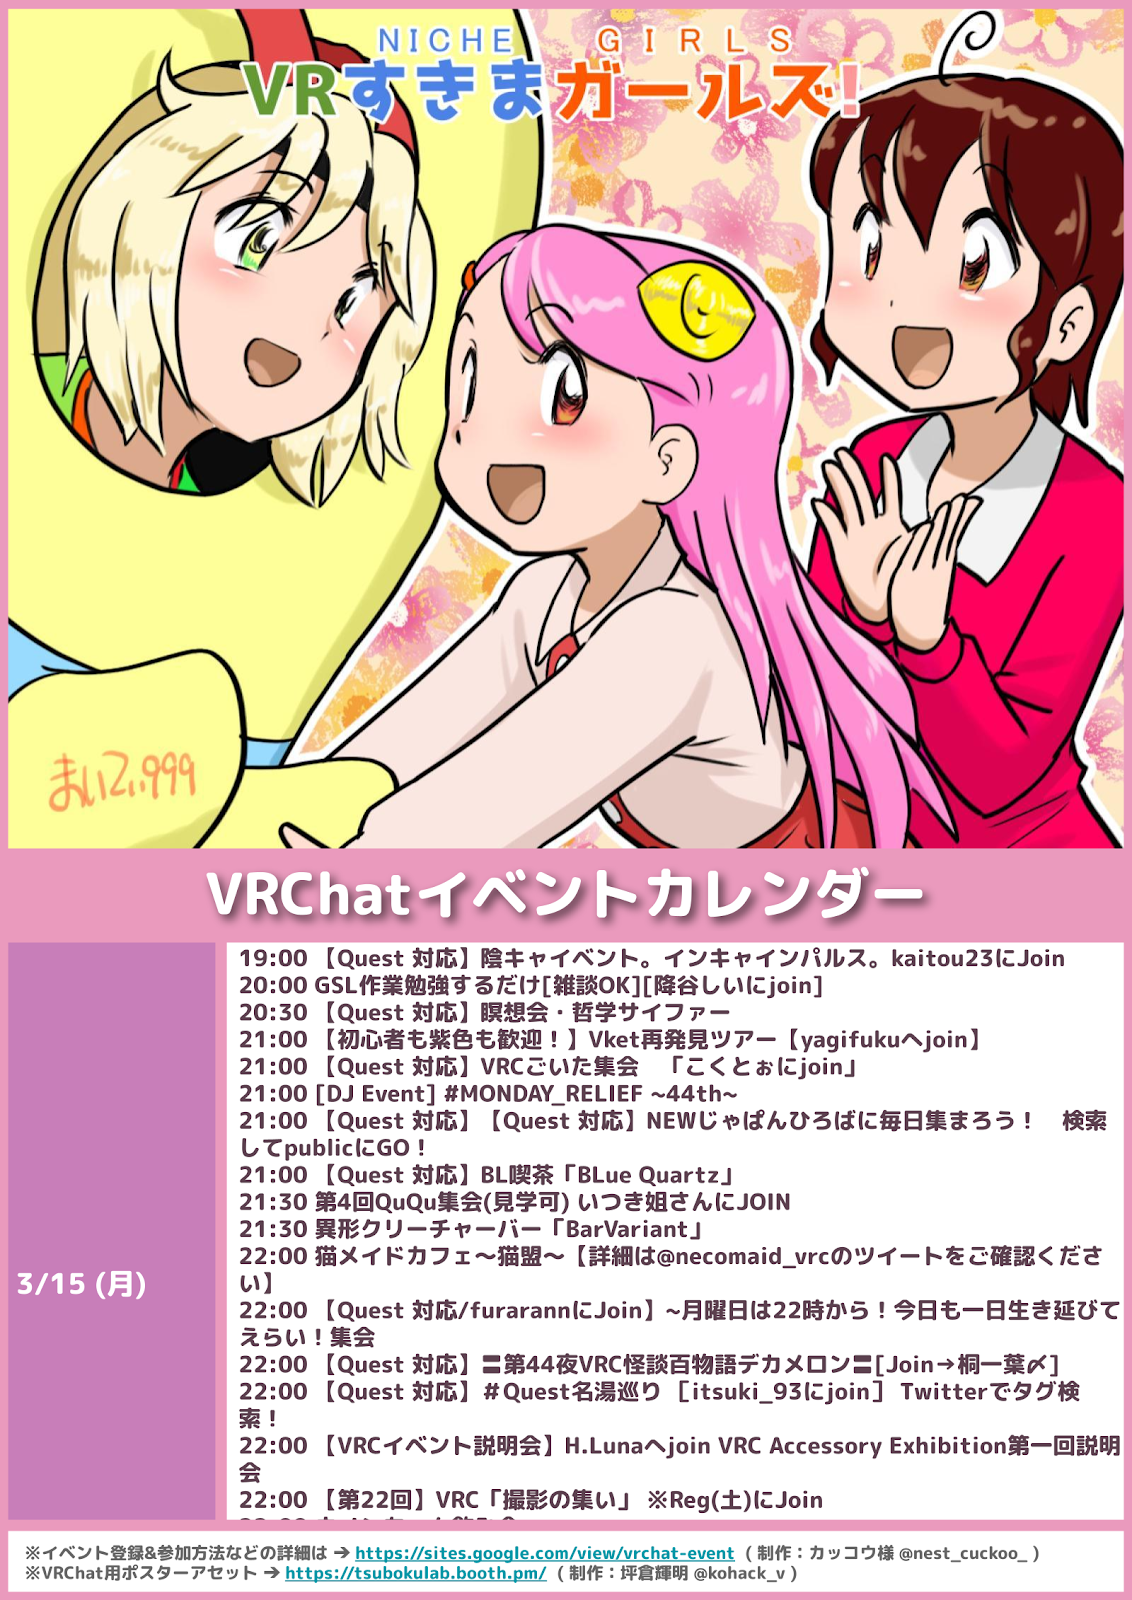 NICHE GIRLS
VRすきまガールズ!
まいてぃ999
VRChatイベントカレンダー
3/15 (月)
19:00 【Quest 対応】陰キャイベント。インキャインパルス。kaitou23にJoin
20:00 GSL作業勉強するだけ[雑談OK][降谷しいにjoin]
20:30 【Quest 対応】瞑想会・哲学サイファー
21:00 【初心者も紫色も歓迎！】Vket再発見ツアー【yagifukuへjoin】
21:00 【Quest 対応】VRCごいた集会　「こくとぉにjoin」
21:00 [DJ Event] #MONDAY_RELIEF ~44th~
21:00 【Quest 対応】【Quest 対応】NEWじゃぱんひろばに毎日集まろう！　検索
してpublicにGO！
21:00 【Quest 対応】BL喫茶「BLue Quartz」
21:30 第4回QuQu集会(見学可) いつき姐さんにJOIN
21:30 異形クリーチャーバー「BarVariant」
22:00 猫メイドカフェ～猫盟～【詳細は@necomaid_vrcのツイートをご確認くださ
い】
22:00 【Quest 対応/furarannにJoin】~月曜日は22時から！今日も一日生き延びて
えらい！集会
22:00 【Quest 対応】〓第44夜VRC怪談百物語デカメロン〓[Join→桐一葉〆]
22:00 【Quest 対応】＃Quest名湯巡り ［itsuki_93にjoin］ Twitterでタグ検
索！
22:00 【VRCイベント説明会】H.Lunaへjoin VRC Accessory Exhibition第一回説明
会
22:00 【第22回】VRC「撮影の集い」 ※Reg(土)にJoin
※イベント登録&参加方法などの詳細は → https://sites.google.com/view/vrchat-event ( 制作：カッコウ様 @nest_cuckoo_ )
※VRChat用ポスターアセット → https://tsubokulab.booth.pm/ ( 制作：坪倉輝明 @kohack_v )